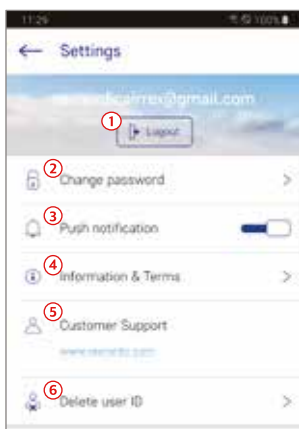 11:29
100%
← Settings
① Logout
② Change password
③ Push notification
④ Information & Terms
⑤ Customer Support
⑥ Delete user ID